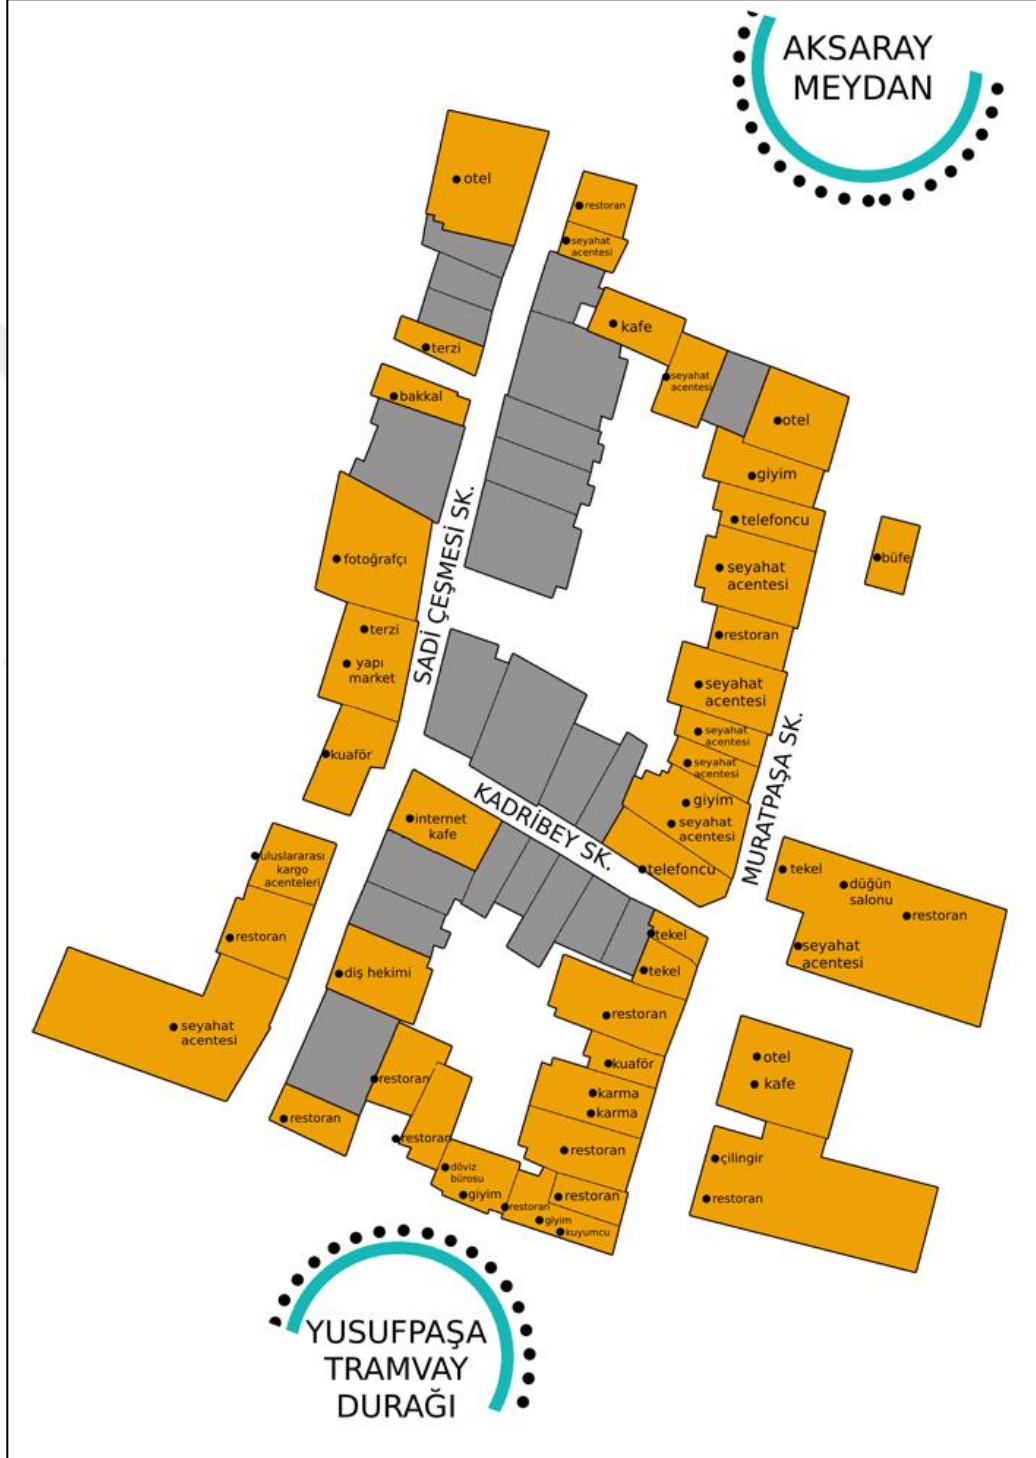 AKSARAY
MEYDAN
otel
restoran
seyahat
acentesi
kafe
terzi
seyahat
acentesi
bakkal
otel
giyim
SADİ ÇEŞMESİ SK.
telefoncu
fotoğrafçı
büfe
seyahat
acentesi
terzi
restoran
yapı
market
seyahat
acentesi
seyahat
acentesi
kuaför
seyahat
acentesi
MURATPAŞA SK.
KADRİBEY SK.
giyim
internet
kafe
seyahat
acentesi
uluslararası
kargo
acenteleri
telefoncu
tekel
düğün
salonu
restoran
restoran
tekel
seyahat
acentesi
diş hekimi
tekel
seyahat
acentesi
restoran
otel
kuaför
restoran
kafe
karma
karma
restoran
restoran
restoran
çilingir
döviz
bürosu
giyim
restoran
restoran
restoran
giyim
kuyumcu
YUSUFPAŞA
TRAMVAY
DURAĞI